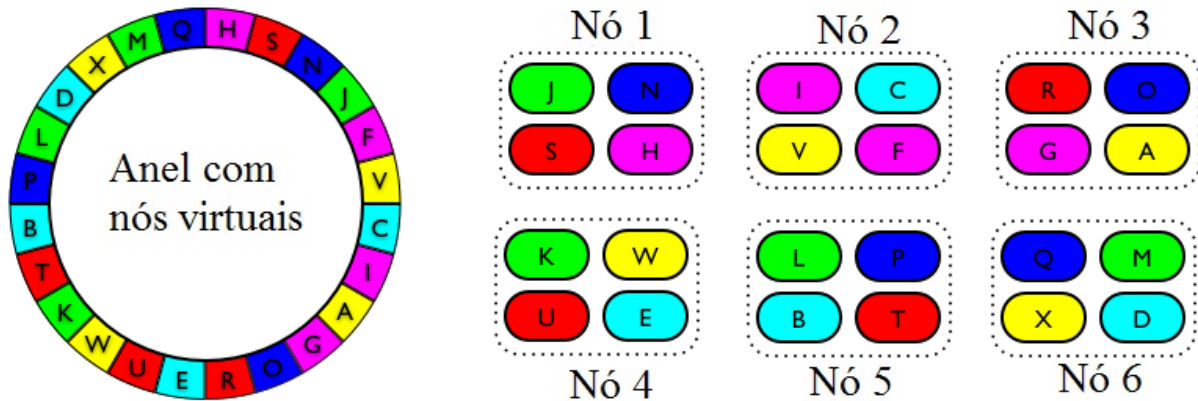 Q H S N J F V C I A G O R E U W K T B P L D X M
Anel com
nós virtuais
Nó 1
J N
S H
Nó 2
I C
V F
Nó 3
R O
G A
K W
U E
Nó 4
L P
B T
Nó 5
Q M
X D
Nó 6